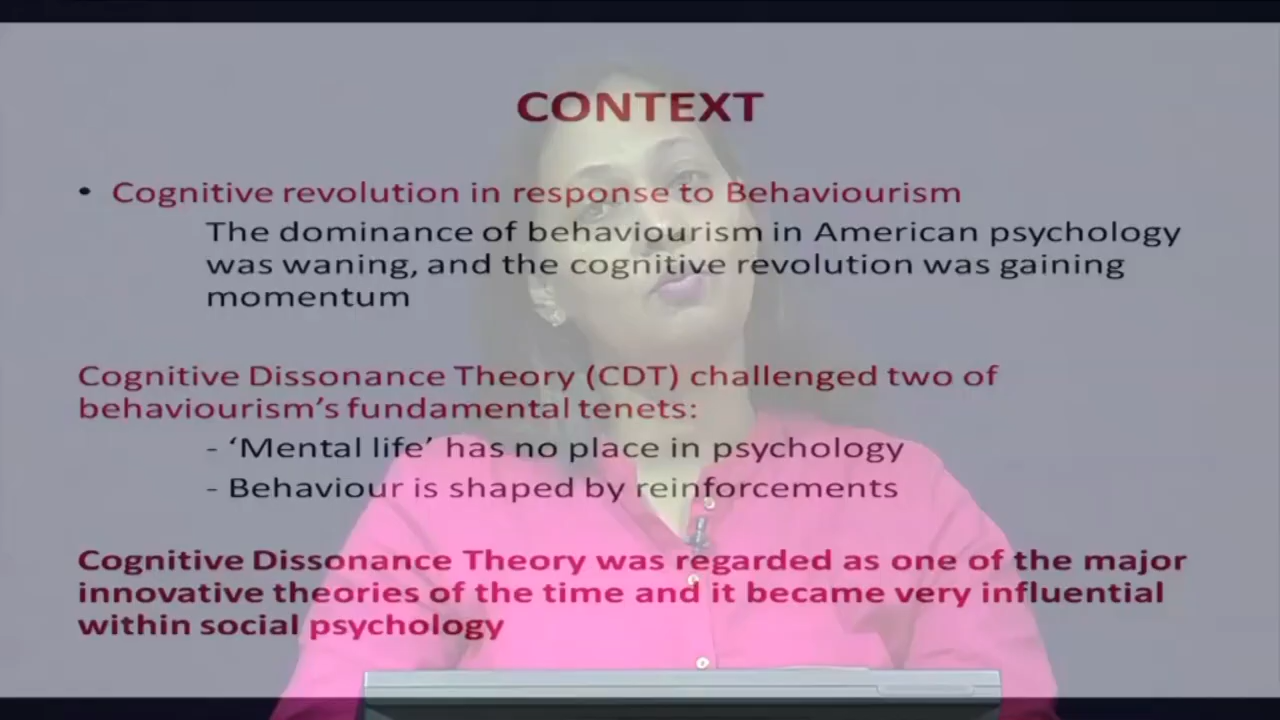 CONTEXT
• Cognitive revolution in response to Behaviourism
The dominance of behaviourism in American psychology
was waning, and the cognitive revolution was gaining
momentum
Cognitive Dissonance Theory (CDT) challenged two of
behaviourism’s fundamental tenets:
- ‘Mental life’ has no place in psychology
- Behaviour is shaped by reinforcements
Cognitive Dissonance Theory was regarded as one of the major
innovative theories of the time and it became very influential
within social psychology